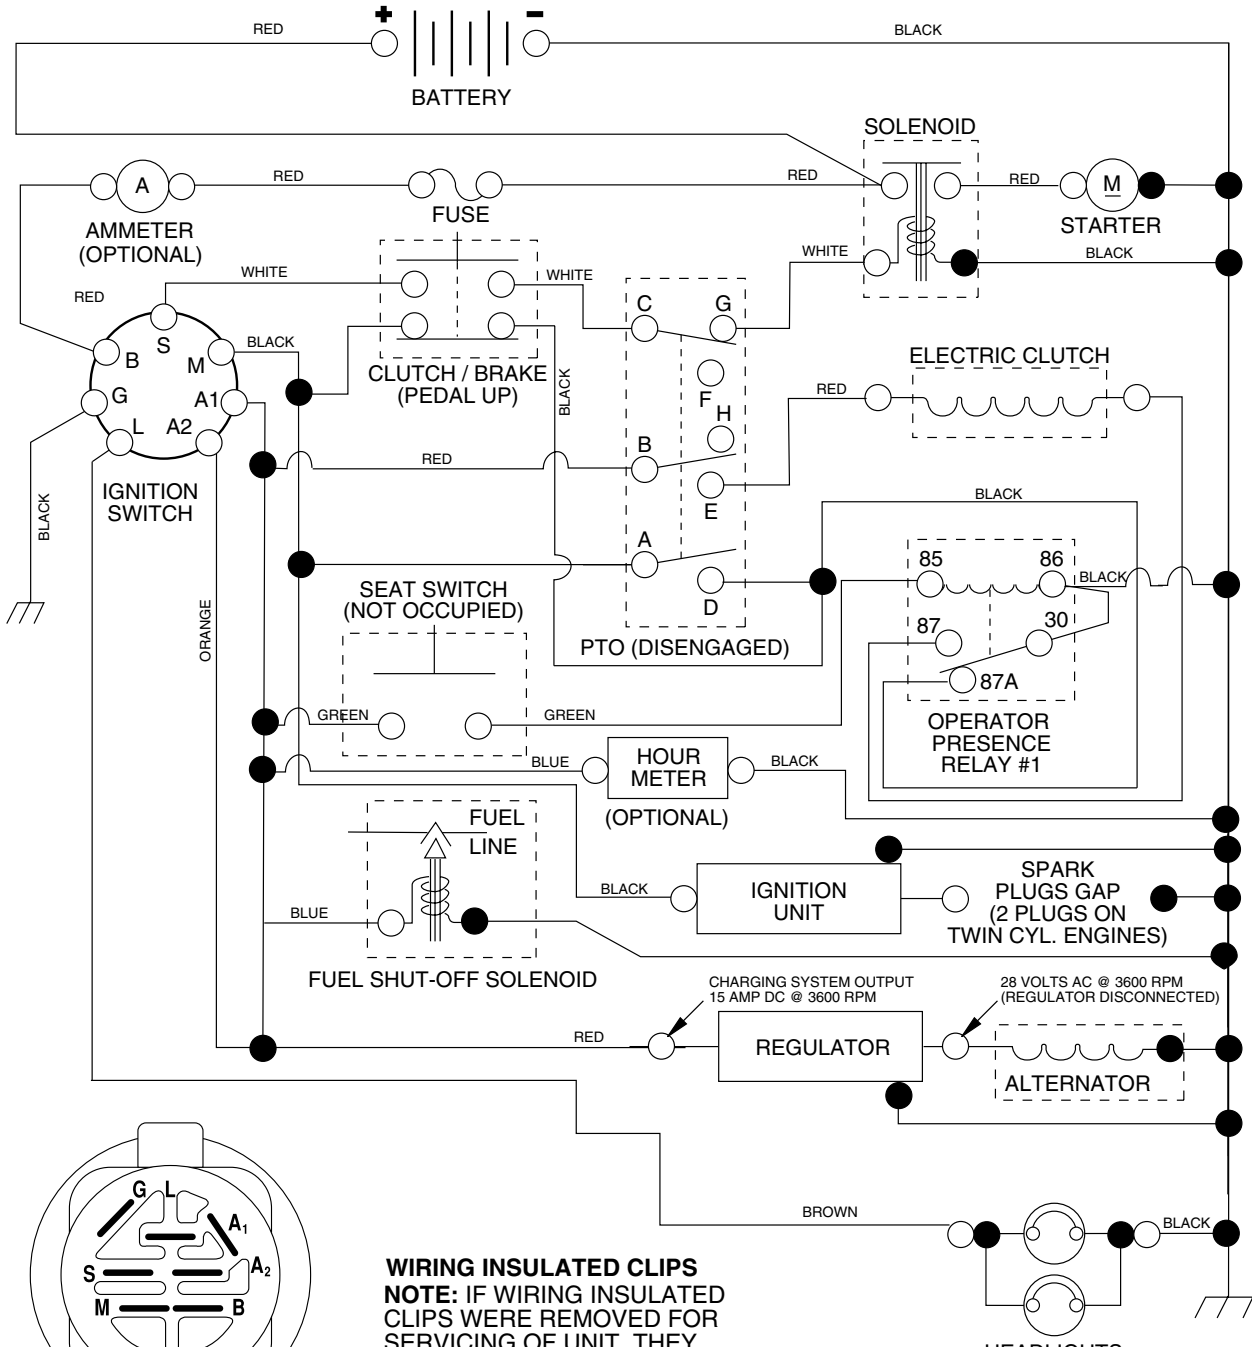 + −
RED
BLACK
BATTERY
SOLENOID
A
RED
RED
RED
M
FUSE
AMMETER
(OPTIONAL)
STARTER
WHITE
WHITE
WHITE
BLACK
RED
C G
S
BLACK
B
M
ELECTRIC CLUTCH
CLUTCH / BRAKE
(PEDAL UP)
BLACK
RED
F
G
A1
H
L A2
B
RED
IGNITION
SWITCH
BLACK
E
BLACK
A
85 86
SEAT SWITCH
(NOT OCCUPIED)
BLACK
D
ORANGE
87 30
PTO (DISENGAGED)
87A
GREEN
GREEN
OPERATOR
PRESENCE
RELAY #1
BLUE
HOUR
METER
BLACK
(OPTIONAL)
FUEL
LINE
BLACK
IGNITION
UNIT
SPARK
PLUGS GAP
(2 PLUGS ON
TWIN CYL. ENGINES)
BLUE
FUEL SHUT-OFF SOLENOID
CHARGING SYSTEM OUTPUT
15 AMP DC @ 3600 RPM
28 VOLTS AC @ 3600 RPM
(REGULATOR DISCONNECTED)
RED
REGULATOR
ALTERNATOR
G L
A1
S
A2
M B
BROWN
BLACK
WIRING INSULATED CLIPS
NOTE: IF WIRING INSULATED
CLIPS WERE REMOVED FOR
SERVICING OF UNIT, THEY
HEADLIGHTS